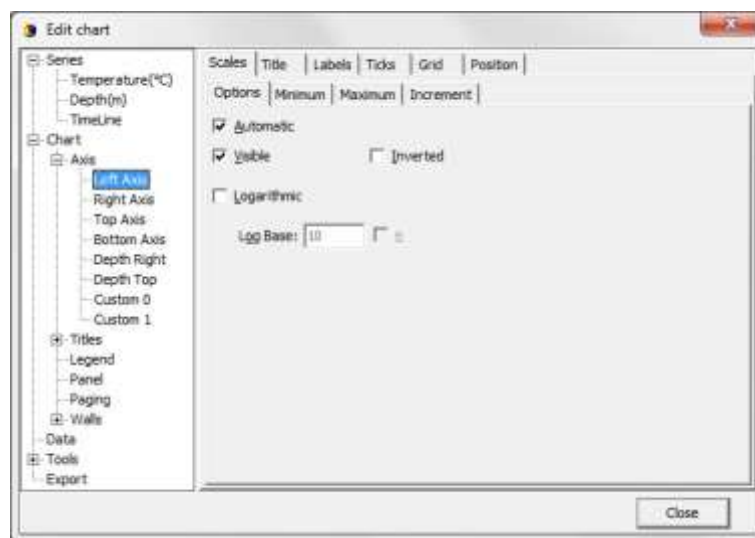 Edit chart
Series
Temperature(°C)
Depth(m)
TimeLine
Chart
Axis
Left Axis
Right Axis
Top Axis
Bottom Axis
Depth Right
Depth Top
Custom 0
Custom 1
Titles
Legend
Panel
Paging
Walls
Data
Tools
Export
Scales Title Labels Ticks Grid Position
Options Minimum Maximum Increment
Automatic
Visible Inverted
Logarithmic
Log Base: 10 e
Close